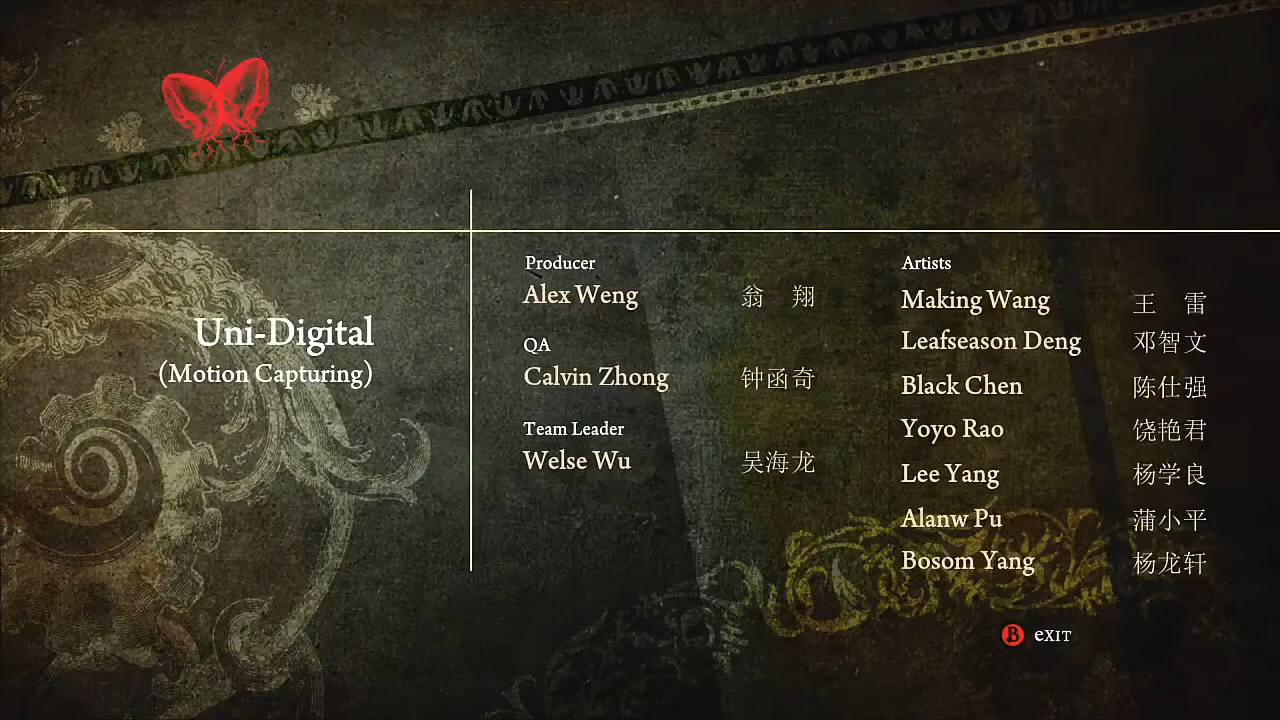 Uni-Digital
(Motion Capturing)
Producer
Alex Weng 翁 翔
QA
Calvin Zhong 钟函奇
Team Leader
Welse Wu 吴海龙
Artists
Making Wang 王 雷
Leafseason Deng 邓智文
Black Chen 陈仕强
Yoyo Rao 饶艳君
Lee Yang 杨学良
Alanw Pu 蒲小平
Bosom Yang 杨龙轩
B eXIT